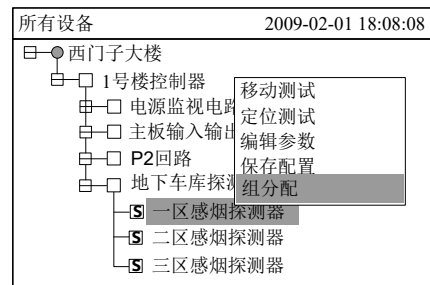 所有设备 2009-02-01 18:08:08
西门子大楼
1号楼控制器
移动测试
电源监视电路
定位测试
主板输入输出
编辑参数
P2回路
保存配置
地下车库探测
组分配
S 一区感烟探测器
S 二区感烟探测器
S 三区感烟探测器